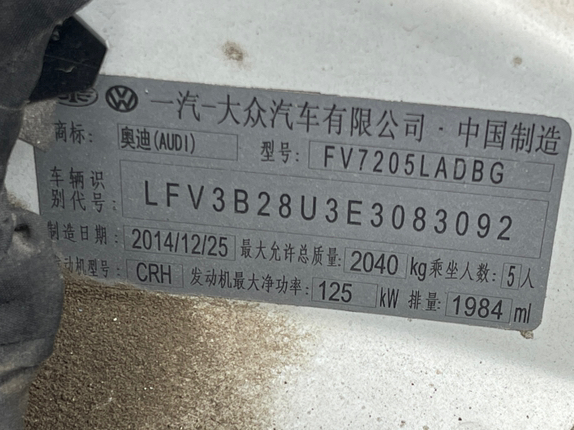 一汽-大众汽车有限公司·中国制造
商标: 奥迪(AUDI) 型号: FV7205LADBG
车辆识别代号: LFV3B28U3E3083092
制造日期: 2014/12/25 最大允许总质量: 2040 kg 乘坐人数: 5 人
发动机型号: CRH 发动机最大净功率: 125 kW 排量: 1984 ml